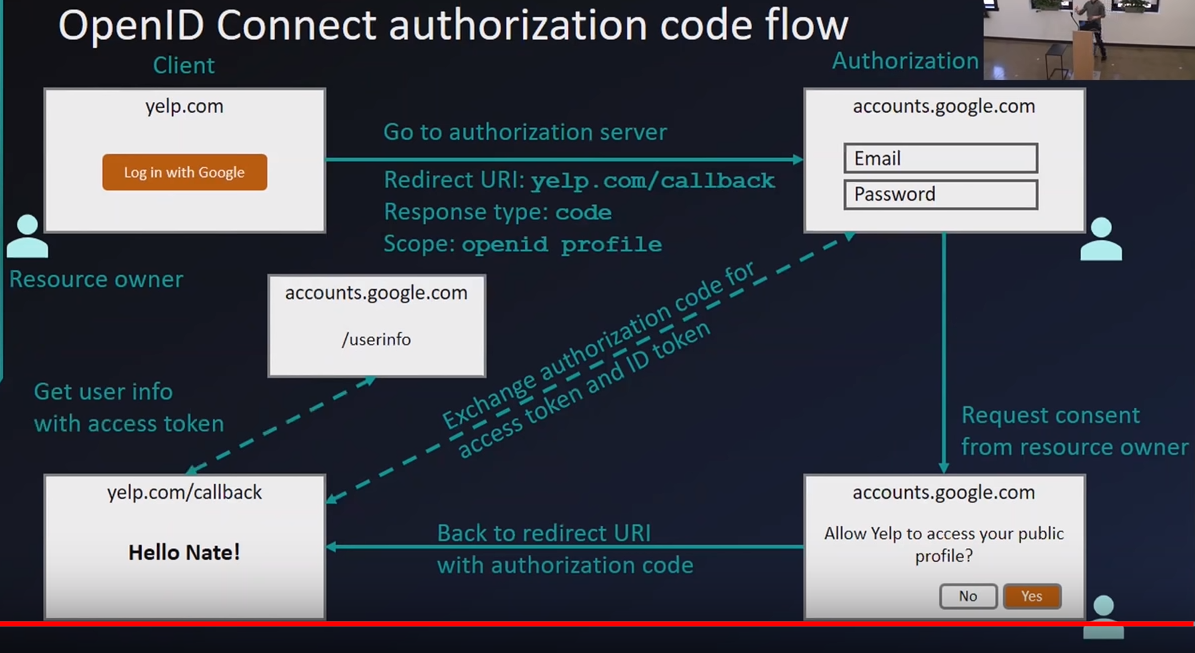 OpenID Connect authorization code flow
Client
Authorization
yelp.com
Log in with Google
Go to authorization server
Redirect URI: yelp.com/callback
Response type: code
Scope: openid profile
accounts.google.com
Email
Password
Resource owner
accounts.google.com
/userinfo
Exchange authorization code for
access token and ID token
Get user info
with access token
Request consent
from resource owner
yelp.com/callback
Hello Nate!
Back to redirect URI
with authorization code
accounts.google.com
Allow Yelp to access your public
profile?
No
Yes